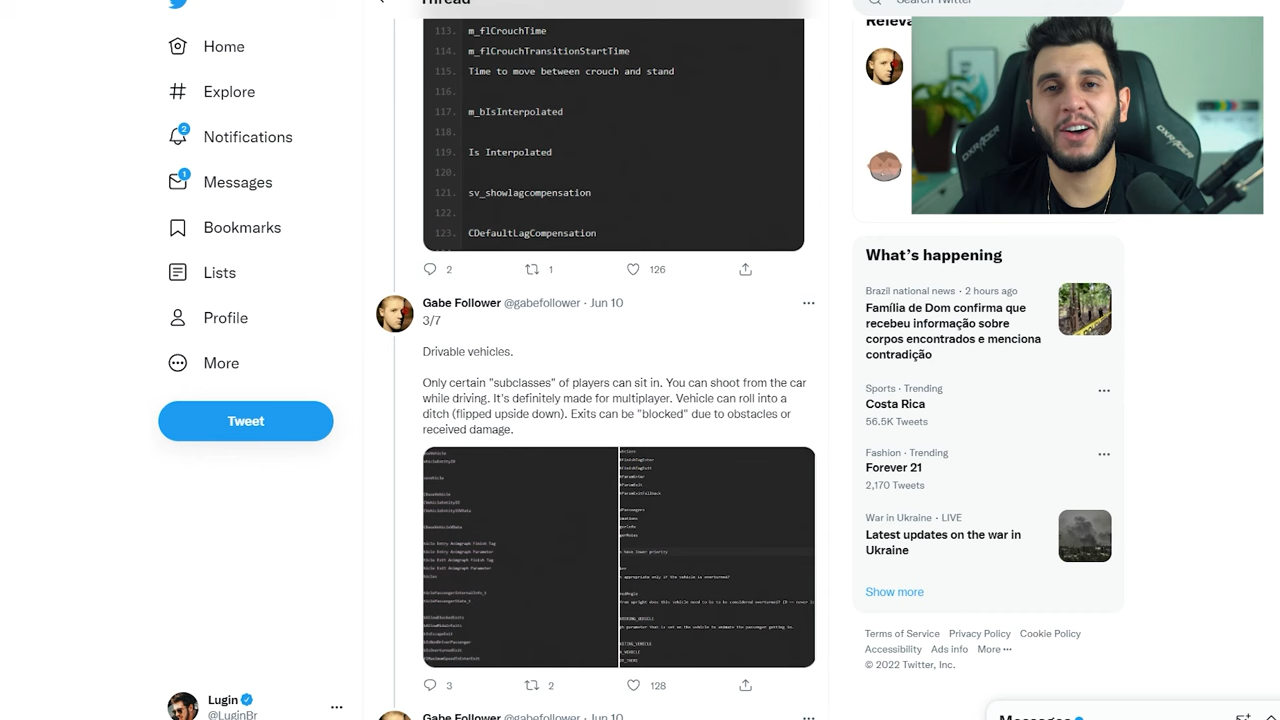 Thread
Search Twitter
Home
Explore
2
Notifications
1
Messages
Bookmarks
Lists
Profile
More
Tweet
Lugin
@LuginBr
113. m_flCrouchTime
114. m_flCrouchTransitionStartTime
115. Time to move between crouch and stand
116.
117. m_bIsInterpolated
118.
119. Is Interpolated
120.
121. sv_showlagcompensation
122.
123. CDefaultLagCompensation
2 1 126
Gabe Follower @gabefollower · Jun 10
3/7
Drivable vehicles.
Only certain "subclasses" of players can sit in. You can shoot from the car
while driving. It's definitely made for multiplayer. Vehicle can roll into a
ditch (flipped upside down). Exits can be "blocked" due to obstacles or
received damage.
3 2 128
Gabe Follower @gabefollower · Jun 10
Releva
DXRACER
DXRACER
What's happening
Brazil national news · 2 hours ago
Família de Dom confirma que
recebeu informação sobre
corpos encontrados e menciona
contradição
Sports · Trending
Costa Rica
56.5K Tweets
Fashion · Trending
Forever 21
2,170 Tweets
War in Ukraine · LIVE
Latest updates on the war in
Ukraine
Show more
Terms of Service Privacy Policy Cookie Policy
Accessibility Ads info More ···
© 2022 Twitter, Inc.
Messages